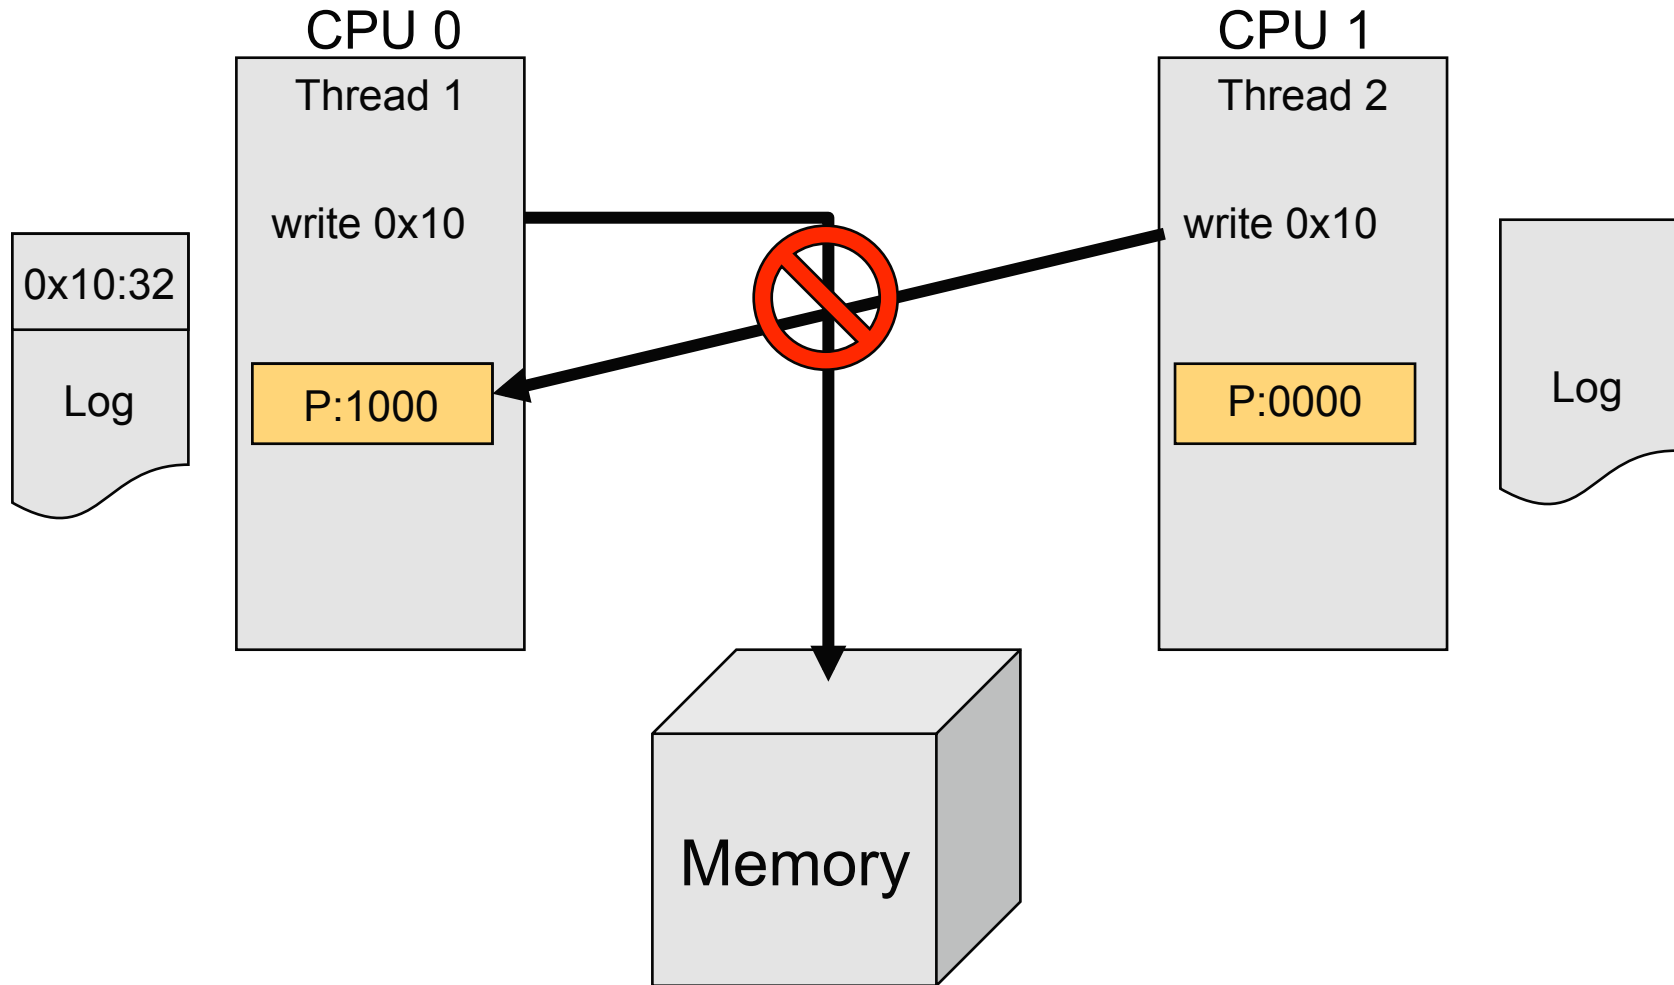 CPU 0
CPU 1
Thread 1
Thread 2
write 0x10
write 0x10
0x10:32
Log
P:1000
P:0000
Log
Memory